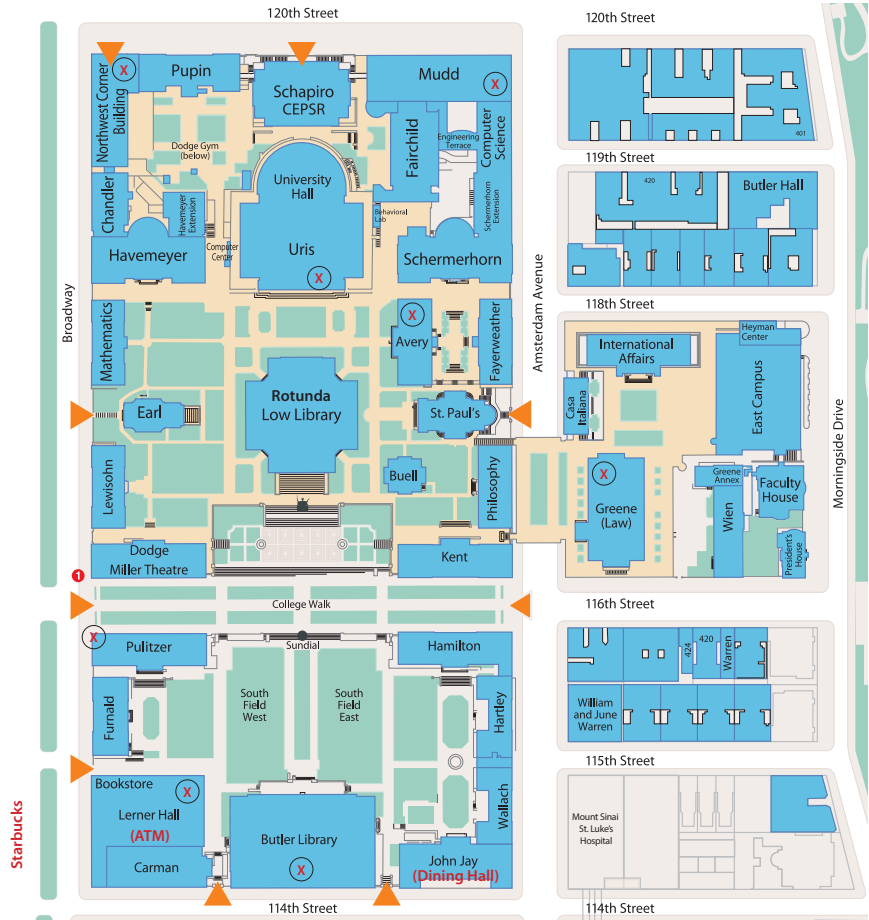 120th Street
120th Street
X
Pupin
Schapiro
CEPSR
Mudd
X
Northwest Corner
Building
Dodge Gym
(below)
Fairchild
Engineering
Terrace
Computer
Science
401
119th Street
420
Butler Hall
Chandler
Havemeyer
Extension
University
Hall
Behavioral
Lab
Schermerhorn
Extension
Havemeyer
Computer
Center
Uris
X
Schermerhorn
Broadway
Amsterdam Avenue
118th Street
Mathematics
X
Avery
Fayerweather
International
Affairs
Heyman
Center
East Campus
Morningside Drive
Earl
Rotunda
Low Library
St. Paul's
Casa
Italiana
Lewisohn
Buell
Philosophy
X
Greene
(Law)
Greene
Annex
Faculty
House
Wien
President's
House
Dodge
Miller Theatre
Kent
1
College Walk
116th Street
X
Pulitzer
Sundial
Hamilton
424
420
Warren
Furnald
South
Field
West
South
Field
East
Hartley
William
and June
Warren
115th Street
Bookstore
X
Lerner Hall
(ATM)
Starbucks
Carman
Butler Library
X
Wallach
John Jay
(Dining Hall)
Mount Sinai
St. Luke's
Hospital
114th Street
114th Street